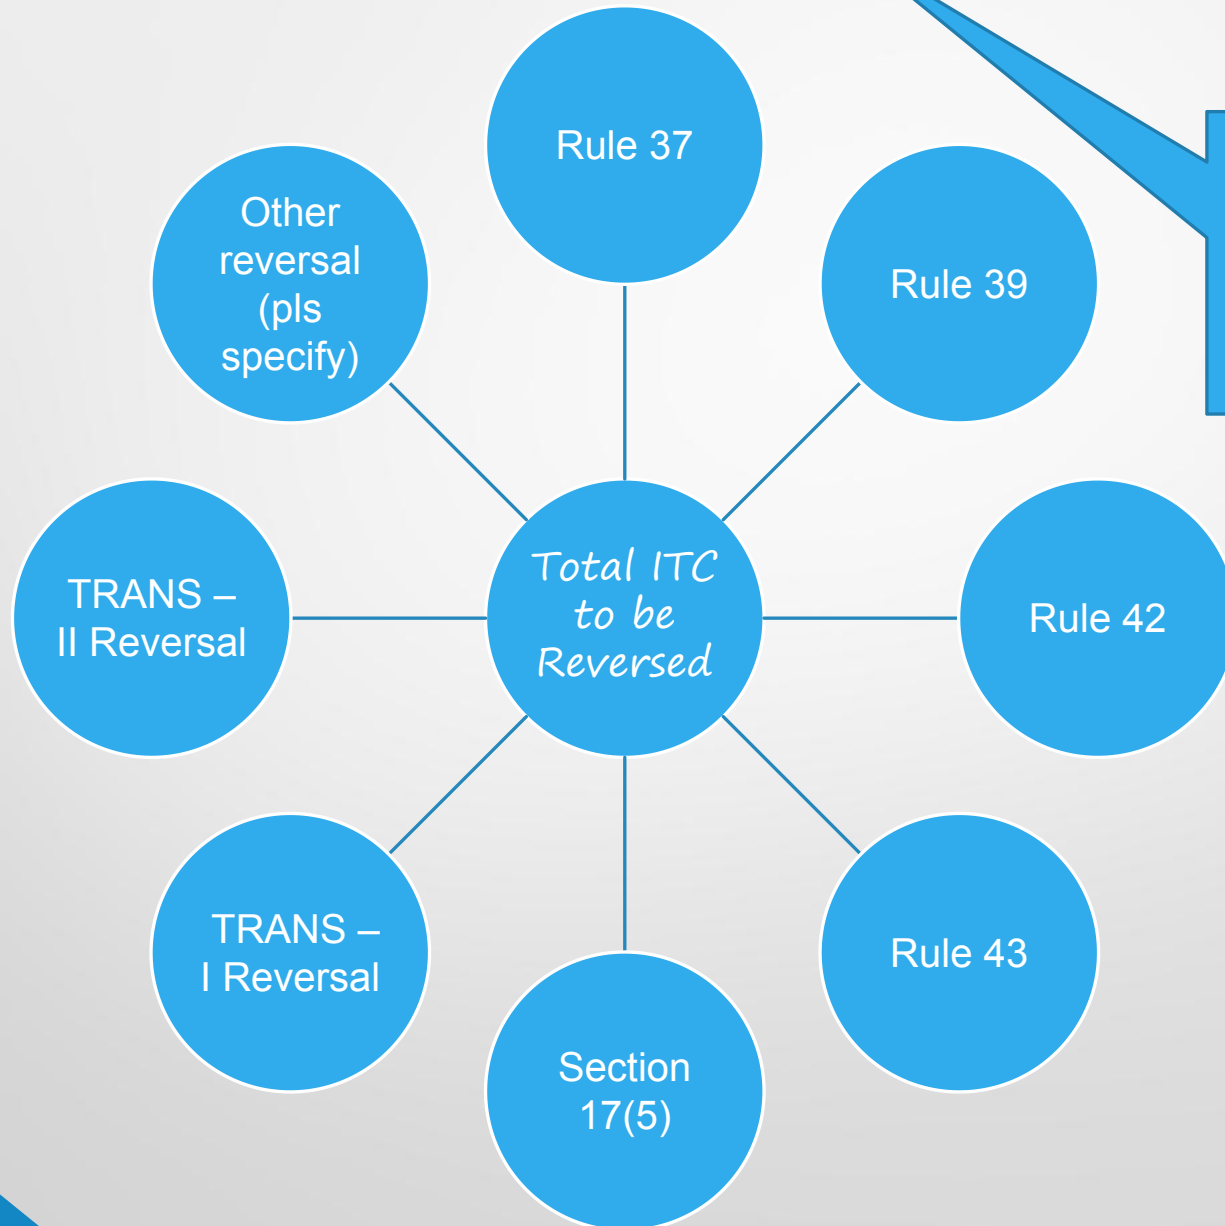 Rule 37
Other
reversal
(pls
specify)
Rule 39
Total ITC
to be
Reversed
TRANS –
II Reversal
Rule 42
TRANS –
I Reversal
Rule 43
Section
17(5)